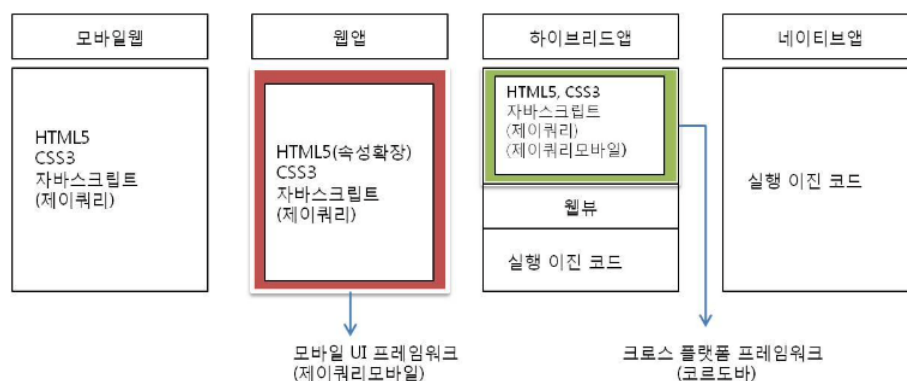 모바일웹
웹앱
하이브리드앱
네이티브앱
HTML5
CSS3
자바스크립트
(제이쿼리)
HTML5(속성확장)
CSS3
자바스크립트
(제이쿼리)
HTML5, CSS3
자바스크립트
(제이쿼리)
(제이쿼리모바일)
웹뷰
실행 이진 코드
실행 이진 코드
모바일 UI 프레임워크
(제이쿼리모바일)
크로스 플랫폼 프레임워크
(코르도바)